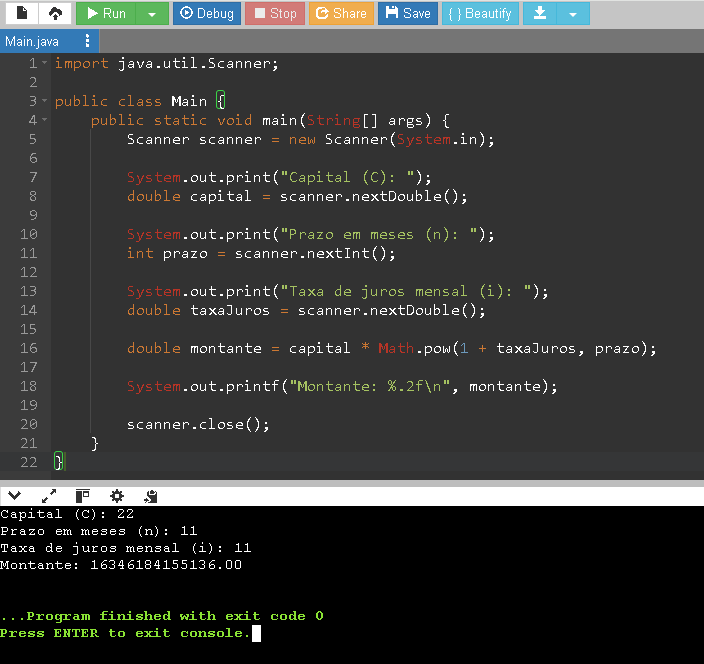 Run Debug Stop Share Save { } Beautify
Main.java
1 import java.util.Scanner;
2
3 public class Main {
4 public static void main(String[] args) {
5 Scanner scanner = new Scanner(System.in);
6
7 System.out.print("Capital (C): ");
8 double capital = scanner.nextDouble();
9
10 System.out.print("Prazo em meses (n): ");
11 int prazo = scanner.nextInt();
12
13 System.out.print("Taxa de juros mensal (i): ");
14 double taxaJuros = scanner.nextDouble();
15
16 double montante = capital * Math.pow(1 + taxaJuros, prazo);
17
18 System.out.printf("Montante: %.2f\n", montante);
19
20 scanner.close();
21 }
22 }
Capital (C): 22
Prazo em meses (n): 11
Taxa de juros mensal (i): 11
Montante: 16346184155136.00
...Program finished with exit code 0
Press ENTER to exit console.